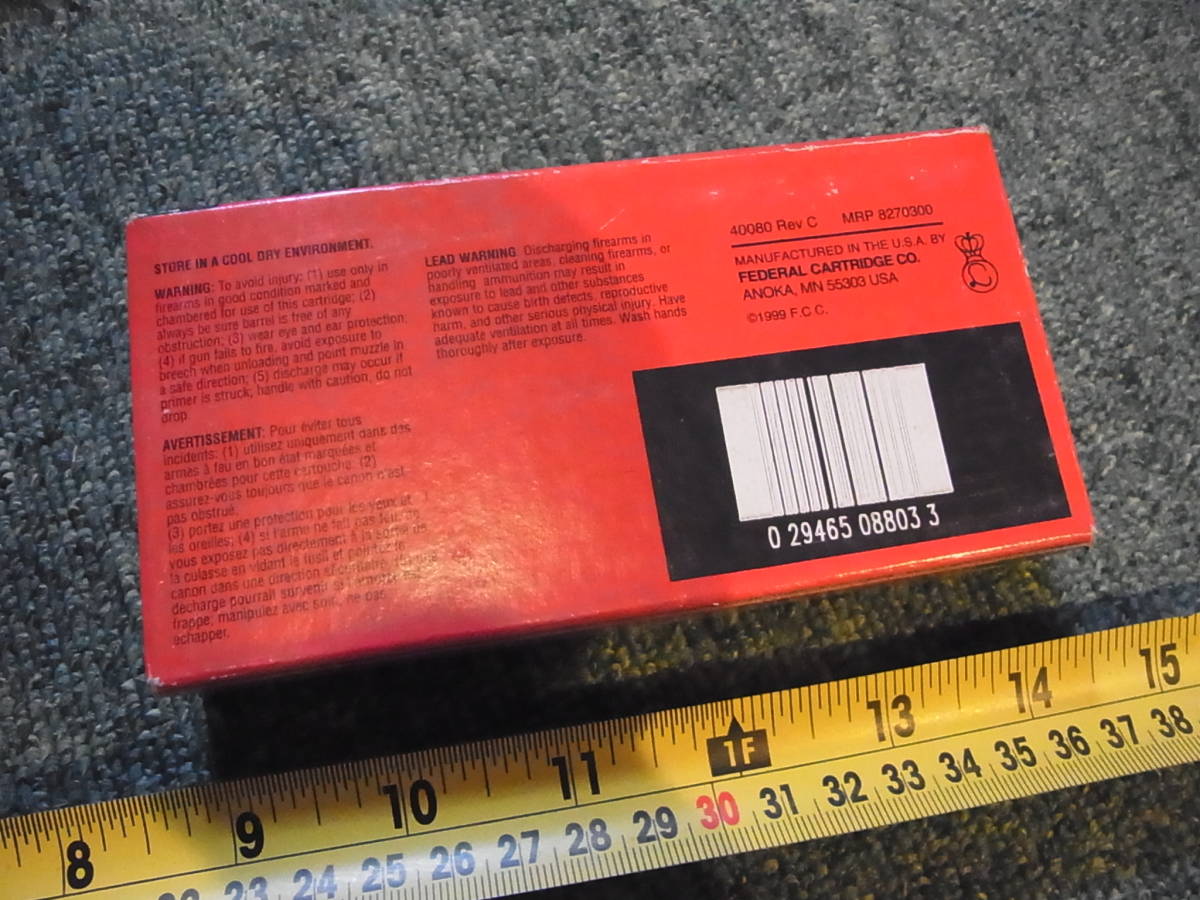 STORE IN A COOL DRY ENVIRONMENT.
WARNING: To avoid injury: (1) use only in
firearms in good condition marked and
chambered for use of this cartridge; (2)
always be sure barrel is free of any
obstruction; (3) wear eye and ear protection;
(4) if gun fails to fire, avoid exposure to
breech when unloading and point muzzle in
a safe direction; (5) discharge may occur if
primer is struck; handle with caution, do not
drop.
AVERTISSEMENT: Pour éviter tous
incidents: (1) utilisez uniquement dans des
armes à feu en bon état marquées et
chambrées pour cette cartouche. (2)
assurez-vous toujours que le canon n'est
pas obstrué.
(3) portez une protection pour les yeux et
les oreilles; (4) si l'arme ne fait pas feu
vous exposez pas directement à la
la culasse en vidant le fusil et pointez le
canon dans une direction
décharge pourrait survenir si
frappé; manipulez avec soin, ne pas
échapper.
LEAD WARNING: Discharging firearms in
poorly ventilated areas, cleaning firearms, or
handling ammunition may result in
exposure to lead and other substances
known to cause birth defects, reproductive
harm, and other serious physical injury. Have
adequate ventilation at all times. Wash hands
thoroughly after exposure.
40080 Rev C MRP 8270300
MANUFACTURED IN THE U.S.A. BY
FEDERAL CARTRIDGE CO.
ANOKA, MN 55303 USA
©1999 F.C.C.
0 29465 08803 3
8 9 10 11 1F 13 14 15
23 24 25 26 27 28 29 30 31 32 33 34 35 36 37 38